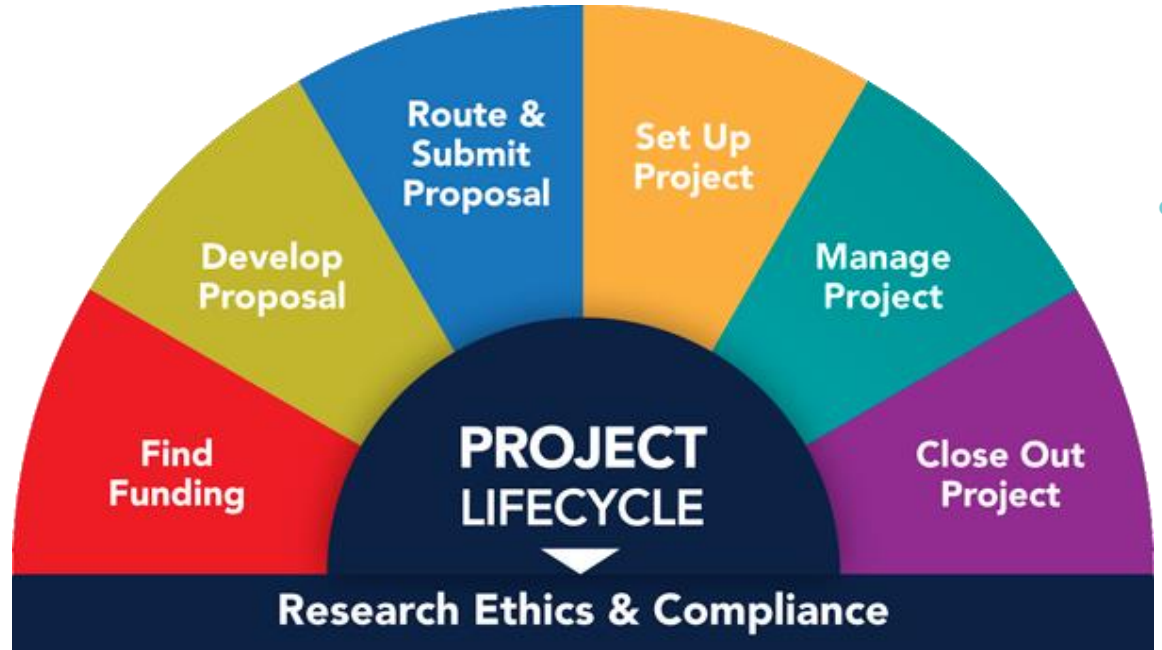 Find
Funding
Develop
Proposal
Route &
Submit
Proposal
Set Up
Project
Manage
Project
Close Out
Project
PROJECT
LIFECYCLE
Research Ethics & Compliance